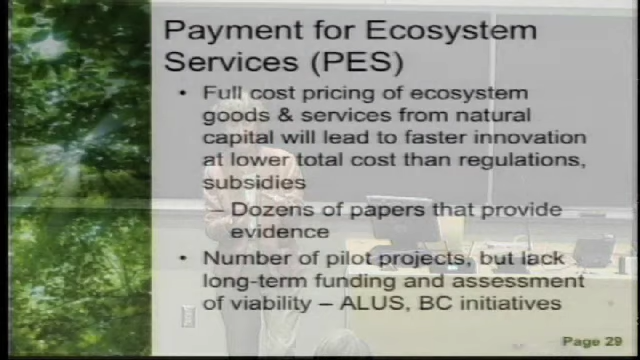 Payment for Ecosystem
Services (PES)
• Full cost pricing of ecosystem
goods & services from natural
capital will lead to faster innovation
at lower total cost than regulations,
subsidies
– Dozens of papers that provide
evidence
• Number of pilot projects, but lack
long-term funding and assessment
of viability – ALUS, BC initiatives
Page 29